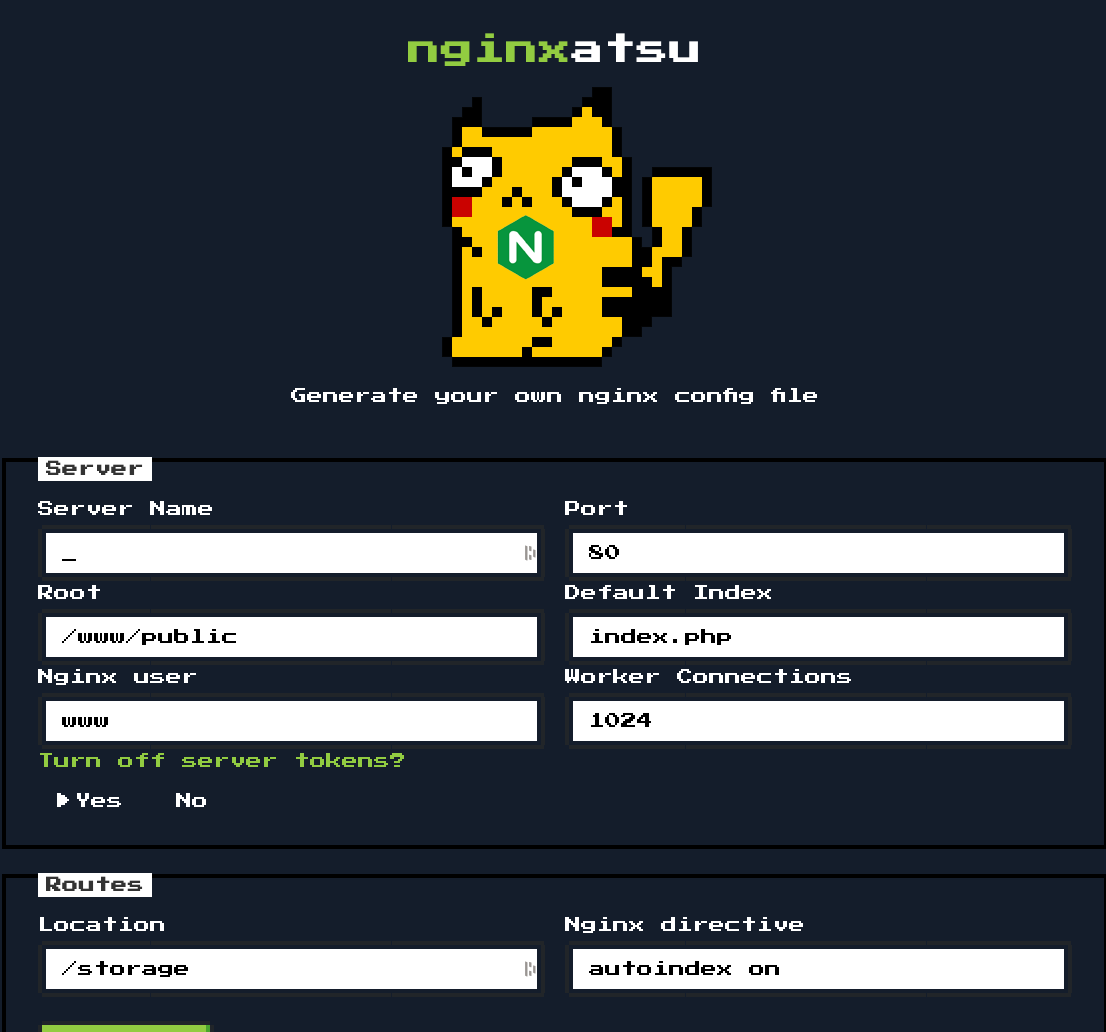 nginxatsu
N
Generate your own nginx config file
Server
Server Name Port
_ 80
Root Default Index
/www/public index.php
Nginx user Worker Connections
www 1024
Turn off server tokens?
Yes No
Routes
Location Nginx directive
/storage autoindex on